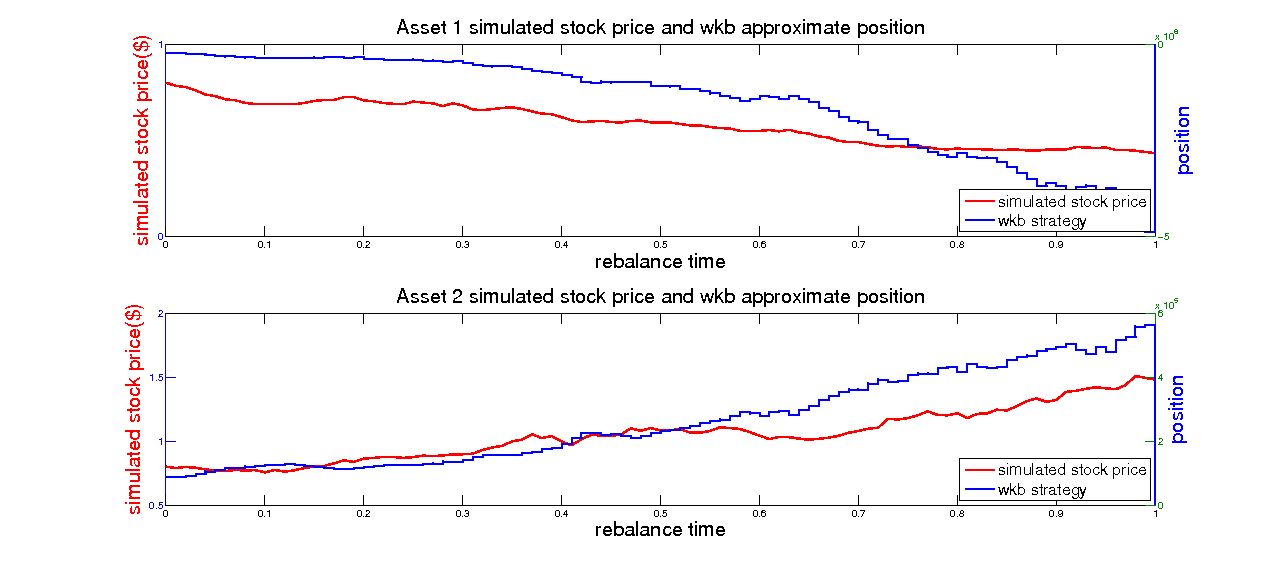 Asset 1 simulated stock price and wkb approximate position
simulated stock price($)
1
0
x 10^6
0
-5
position
simulated stock price
wkb strategy
0 0.1 0.2 0.3 0.4 0.5 0.6 0.7 0.8 0.9 1
rebalance time
Asset 2 simulated stock price and wkb approximate position
simulated stock price($)
2
1.5
1
0.5
x 10^5
6
4
2
0
position
simulated stock price
wkb strategy
0 0.1 0.2 0.3 0.4 0.5 0.6 0.7 0.8 0.9 1
rebalance time